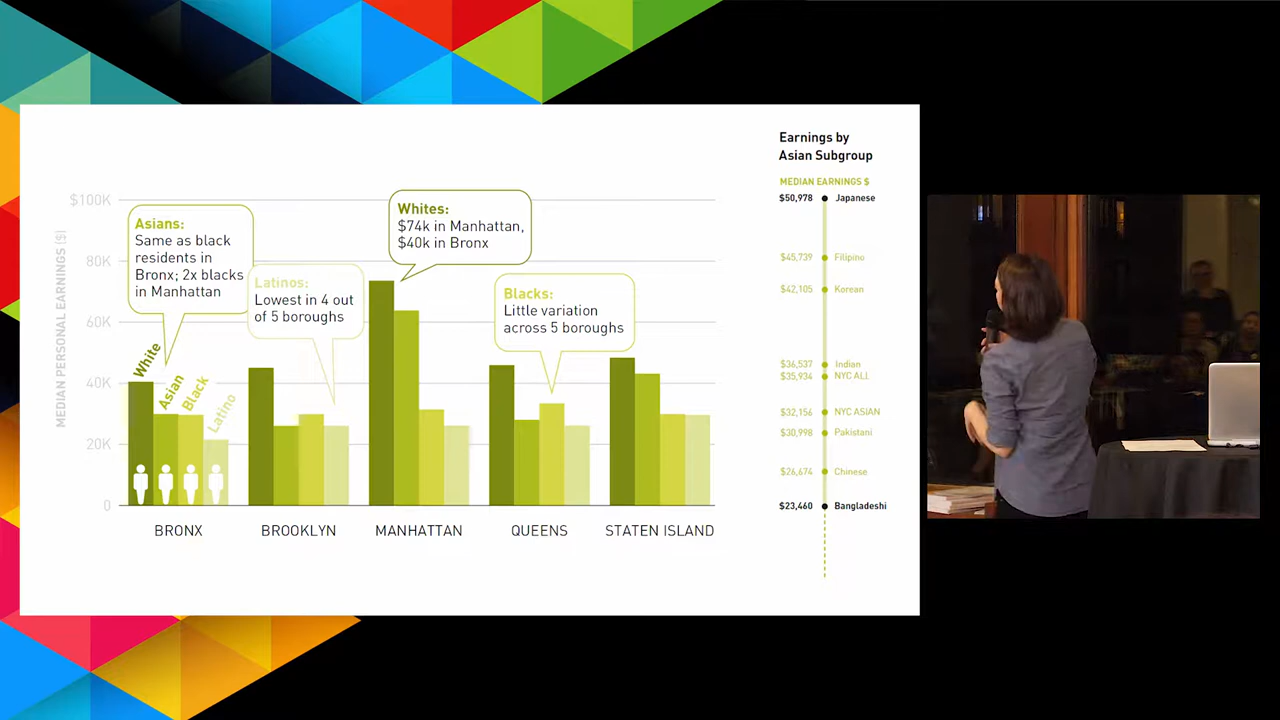 $100K
80K
60K
40K
20K
0
MEDIAN PERSONAL EARNINGS ($)
Asians:
Same as black
residents in
Bronx; 2x blacks
in Manhattan
Latinos:
Lowest in 4 out
of 5 boroughs
Whites:
$74k in Manhattan,
$40k in Bronx
Blacks:
Little variation
across 5 boroughs
White
Asian
Black
Latino
BRONX
BROOKLYN
MANHATTAN
QUEENS
STATEN ISLAND
Earnings by
Asian Subgroup
MEDIAN EARNINGS $
$50,978 Japanese
$45,739 Filipino
$42,105 Korean
$36,537 Indian
$35,934 NYC ALL
$32,156 NYC ASIAN
$30,998 Pakistani
$26,674 Chinese
$23,460 Bangladeshi